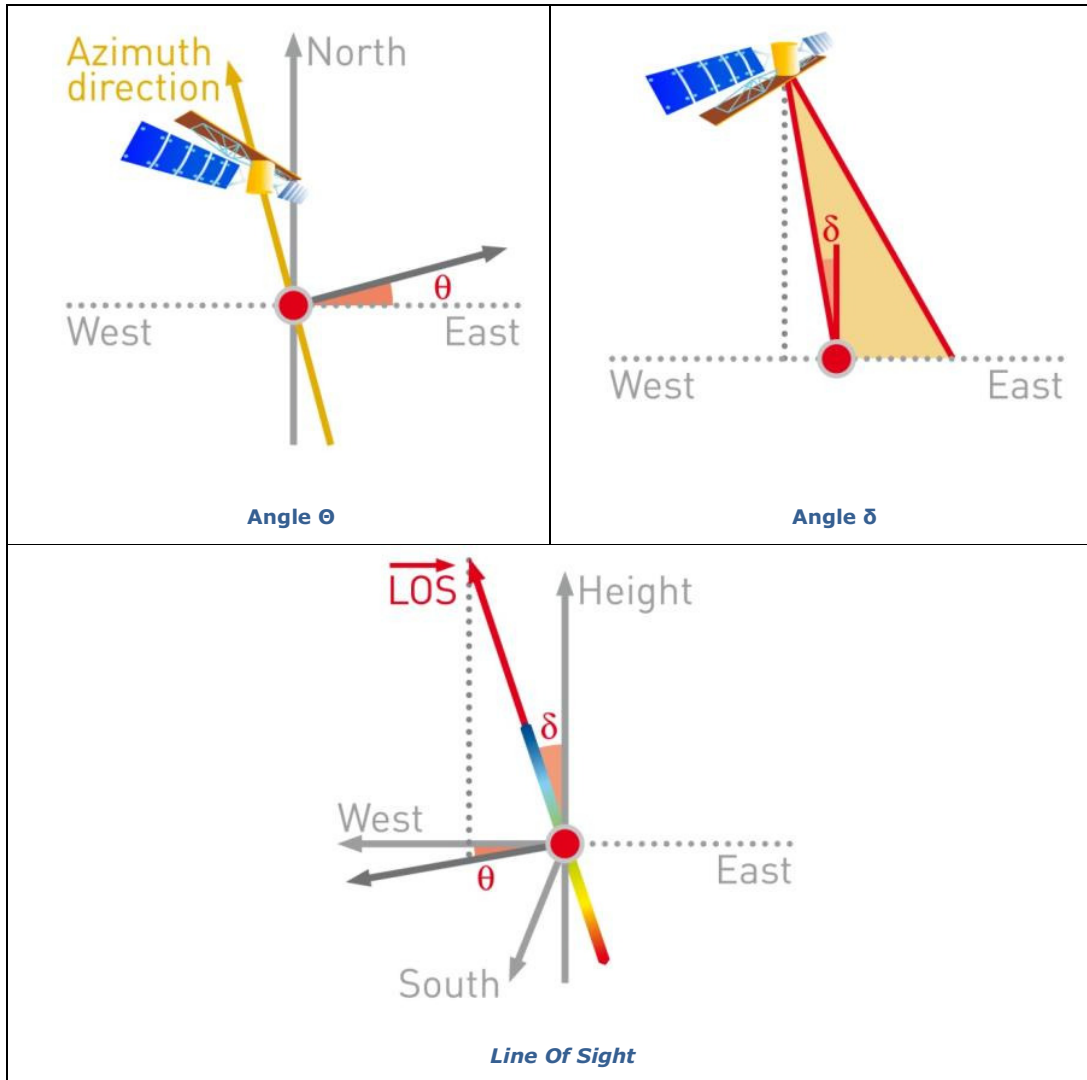 Azimuth
direction
North
θ
West
East
Angle Θ
δ
West
East
Angle δ
LOS
Height
δ
West
θ
East
South
Line Of Sight